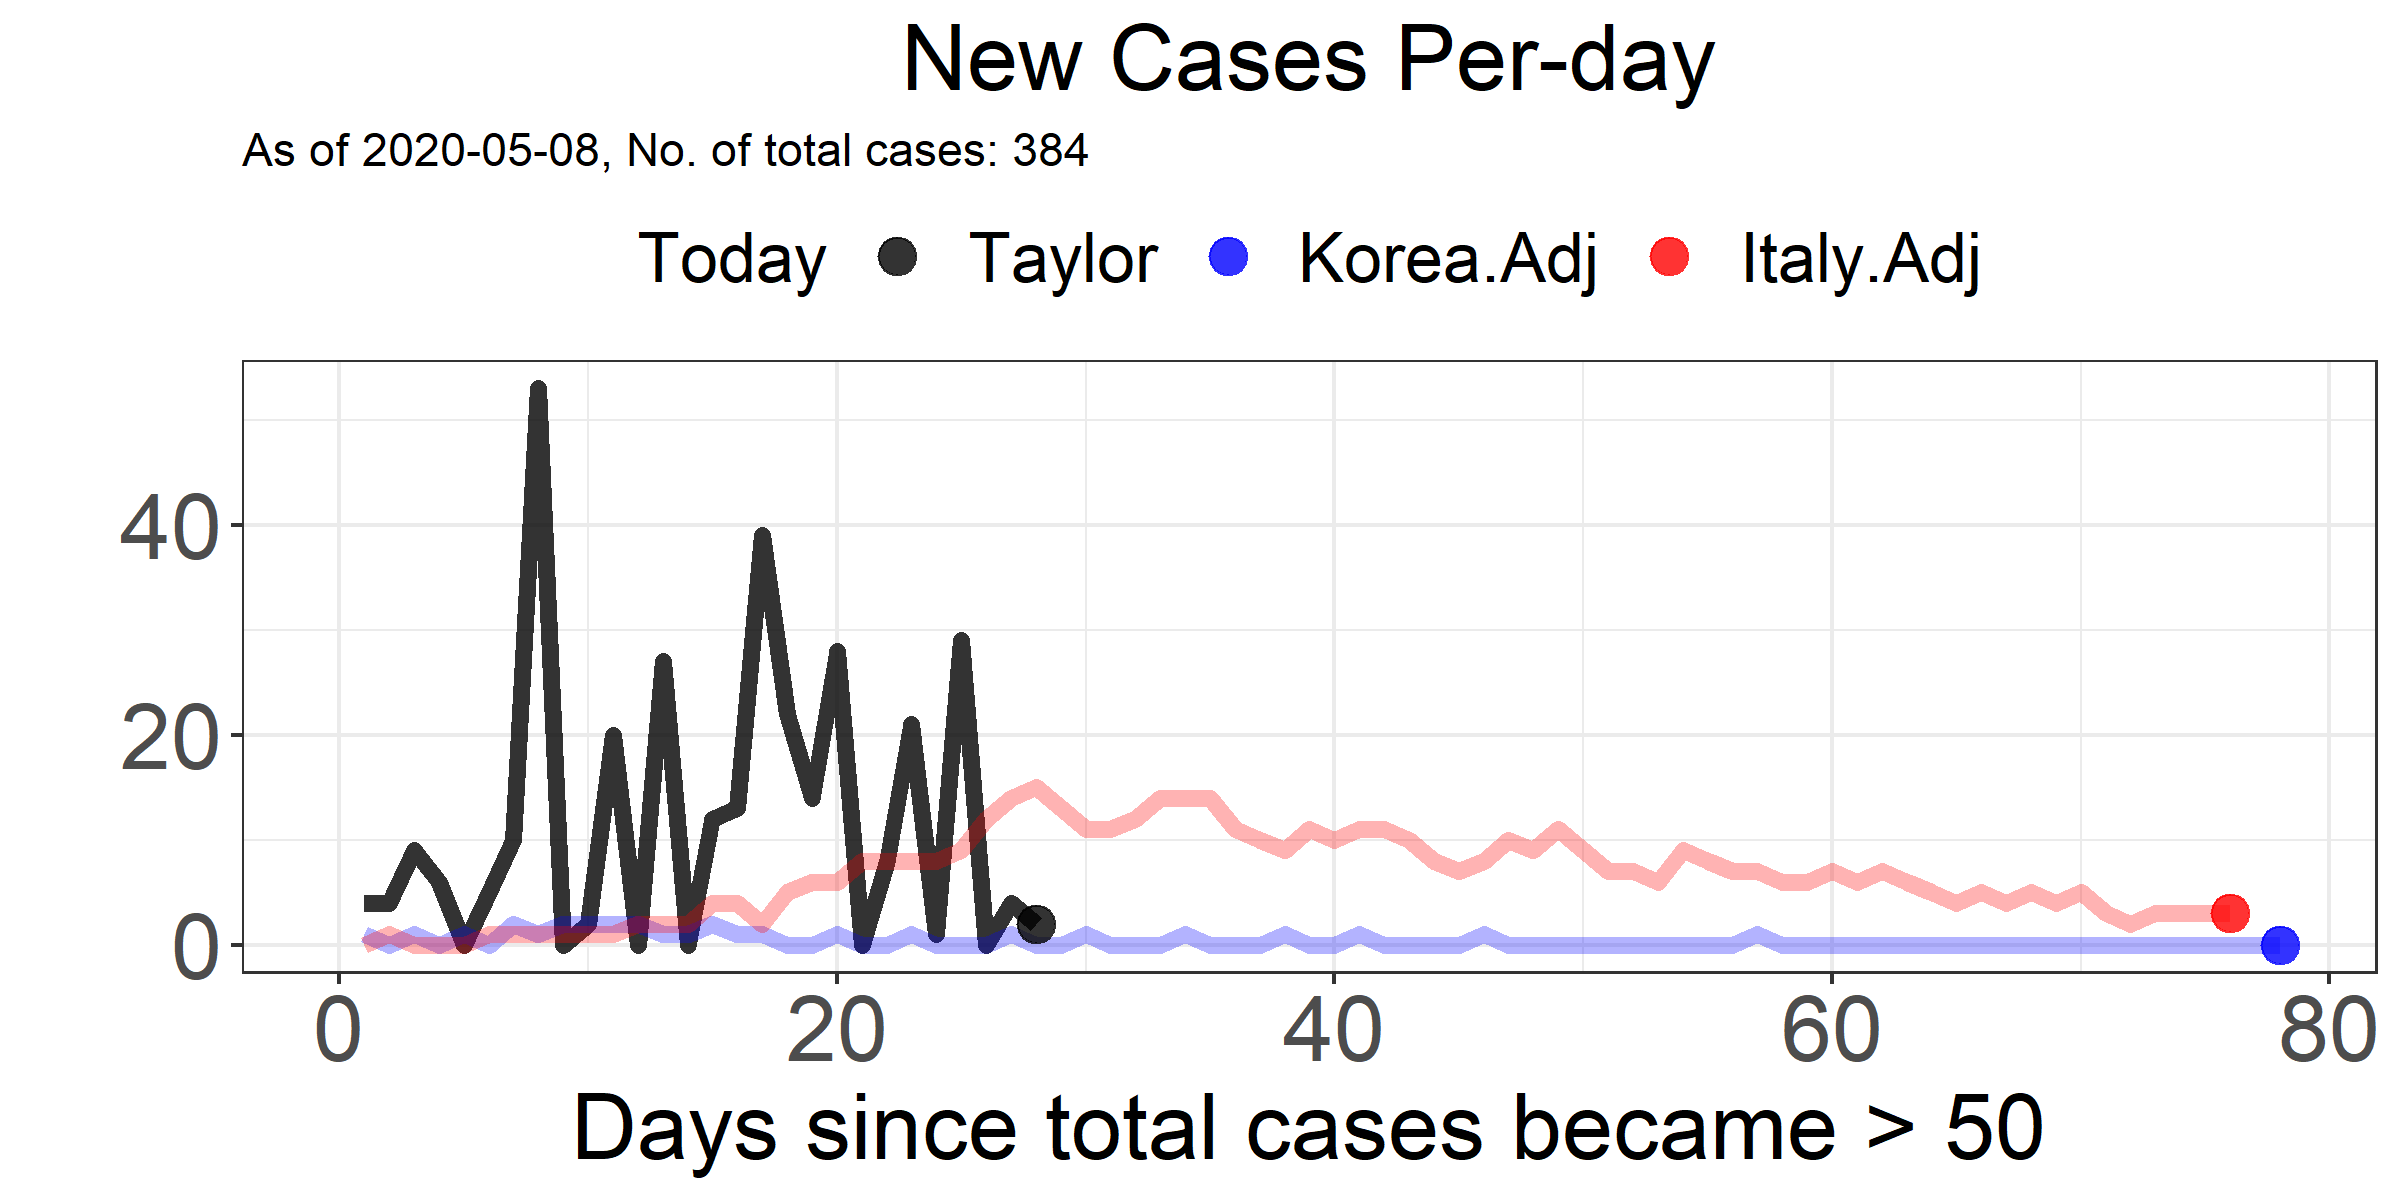 New Cases Per-day
As of 2020-05-08, No. of total cases: 384
Today Taylor Korea.Adj Italy.Adj
40
20
0
0 20 40 60 80
Days since total cases became > 50